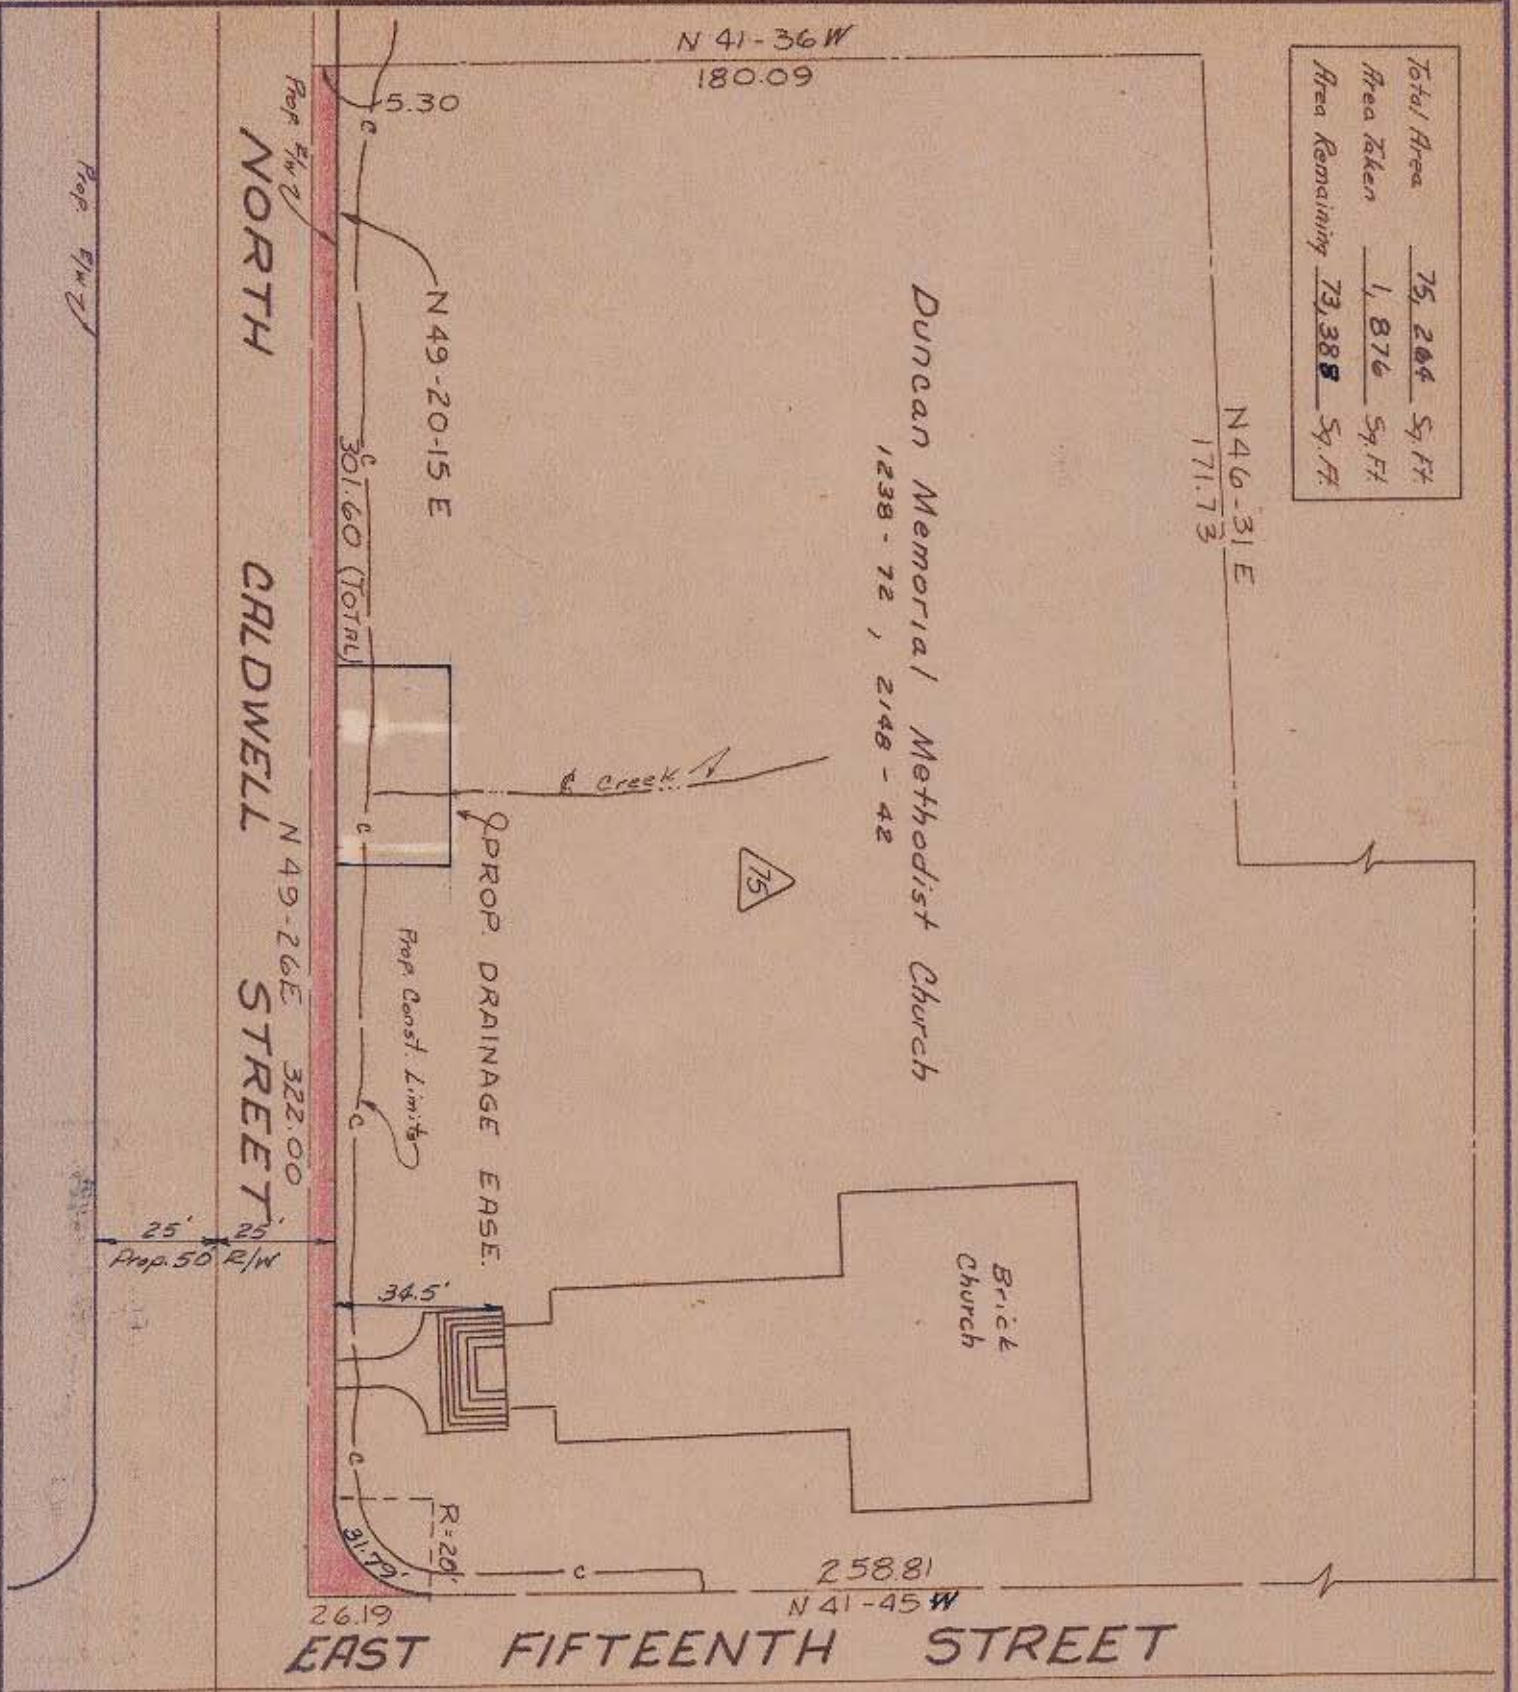 Total Area 75,264 Sq. Ft.
Area Taken 1,876 Sq. Ft.
Area Remaining 73,388 Sq. Ft.
N 41-36 W
180.09
5.30
N 46-31 E
171.73
Duncan Memorial Methodist Church
1238 - 72 , 2148 - 42
N 49-20-15 E
301.60 (TOTAL)
C
C
C
C
C
C
℄ Creek
75
PROP. DRAINAGE EASE.
Prop. Const. Limits
Prop. R/W
Prop. R/W
NORTH CALDWELL STREET
N 49-26E 322.00
25' 25'
Prop. 50' R/W
34.5'
Brick
Church
R=20'
31.79'
26.19
258.81
N 41-45 W
EAST FIFTEENTH STREET